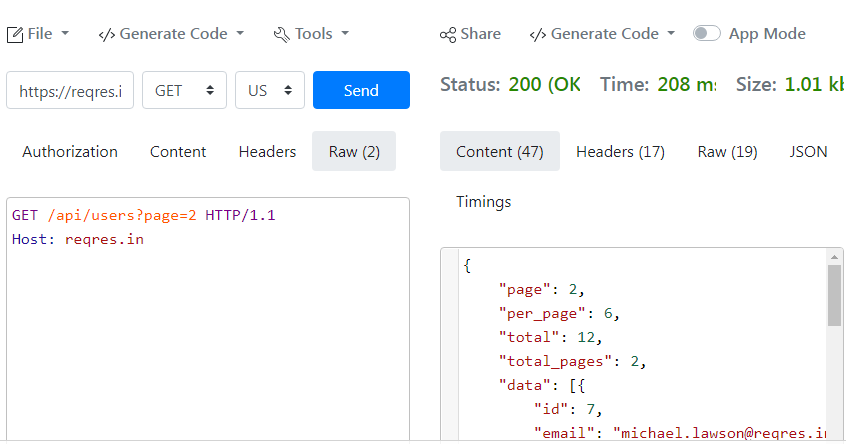 File Generate Code Tools
Share Generate Code App Mode
https://reqres.i GET US Send
Status: 200 (OK Time: 208 ms Size: 1.01 kb
Authorization Content Headers Raw (2)
Content (47) Headers (17) Raw (19) JSON
Timings
GET /api/users?page=2 HTTP/1.1
Host: reqres.in
{
"page": 2,
"per_page": 6,
"total": 12,
"total_pages": 2,
"data": [{
"id": 7,
"email": "michael.lawson@reqres.in